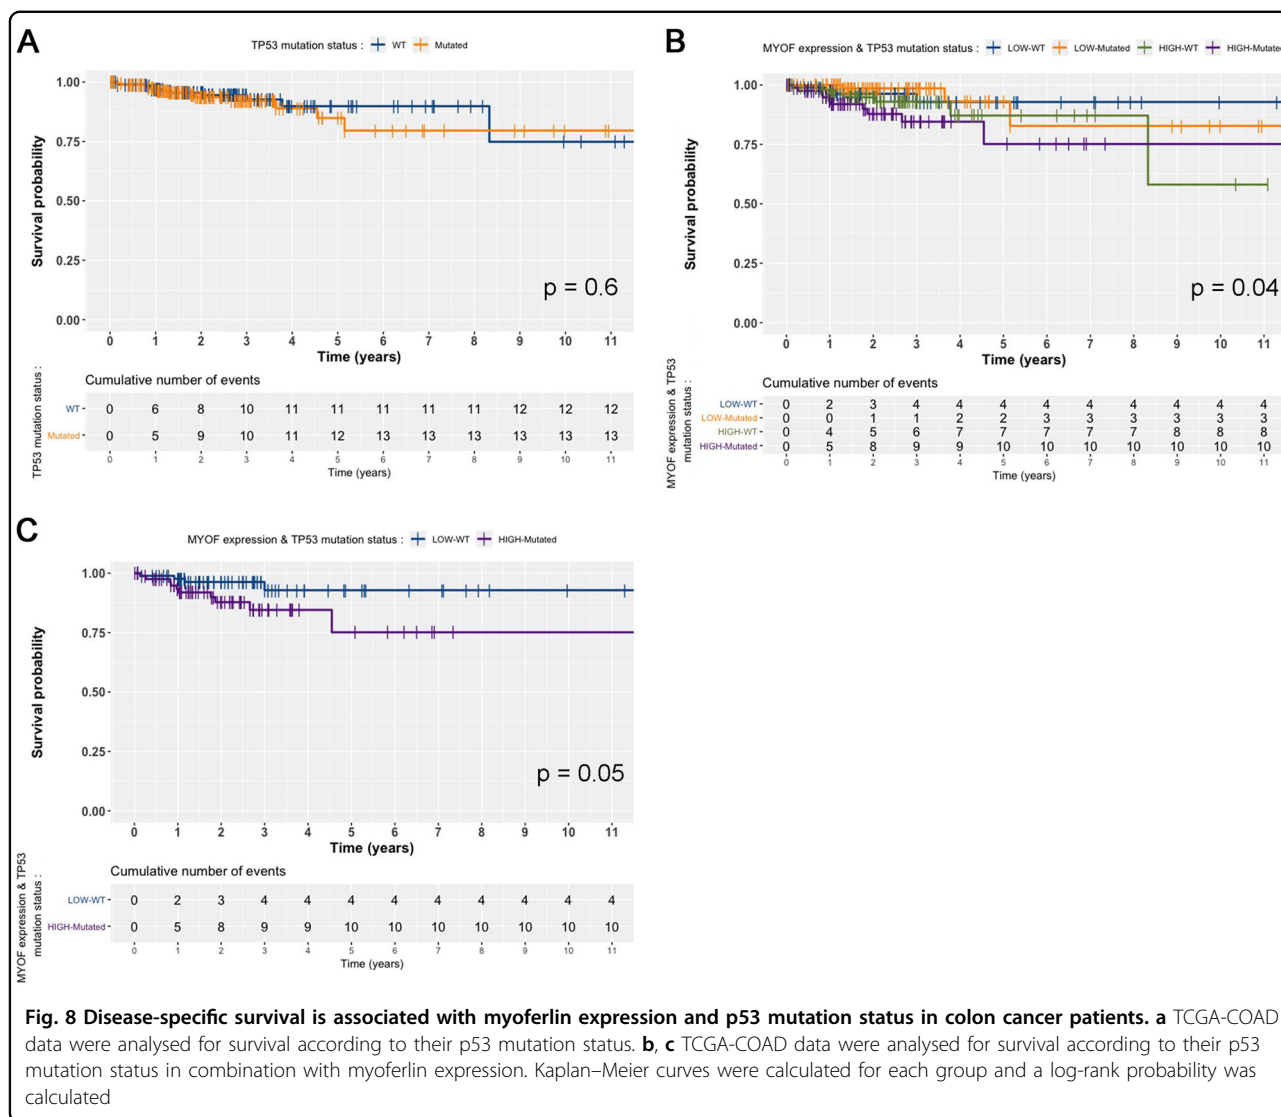 A
TP53 mutation status : WT Mutated
1.00
0.75
0.50
0.25
0.00
Survival probability
p = 0.6
0 1 2 3 4 5 6 7 8 9 10 11
Time (years)
Cumulative number of events
TP53 mutation status :
WT 0 6 8 10 11 11 11 11 11 12 12 12
Mutated 0 5 9 10 11 12 13 13 13 13 13 13
0 1 2 3 4 5 6 7 8 9 10 11
Time (years)
B
MYOF expression & TP53 mutation status : LOW-WT LOW-Mutated HIGH-WT HIGH-Mutated
1.00
0.75
0.50
0.25
0.00
Survival probability
p = 0.04
0 1 2 3 4 5 6 7 8 9 10 11
Time (years)
Cumulative number of events
MYOF expression & TP53
mutation status :
LOW-WT 0 2 3 4 4 4 4 4 4 4 4 4
LOW-Mutated 0 0 1 1 2 2 3 3 3 3 3 3
HIGH-WT 0 4 5 6 7 7 7 7 7 8 8 8
HIGH-Mutated 0 5 8 9 9 10 10 10 10 10 10 10
0 1 2 3 4 5 6 7 8 9 10 11
Time (years)
C
MYOF expression & TP53 mutation status : LOW-WT HIGH-Mutated
1.00
0.75
0.50
0.25
0.00
Survival probability
p = 0.05
0 1 2 3 4 5 6 7 8 9 10 11
Time (years)
Cumulative number of events
MYOF expression & TP53
mutation status :
LOW-WT 0 2 3 4 4 4 4 4 4 4 4 4
HIGH-Mutated 0 5 8 9 9 10 10 10 10 10 10 10
0 1 2 3 4 5 6 7 8 9 10 11
Time (years)
Fig. 8 Disease-specific survival is associated with myoferlin expression and p53 mutation status in colon cancer patients. a TCGA-COAD
data were analysed for survival according to their p53 mutation status. b, c TCGA-COAD data were analysed for survival according to their p53
mutation status in combination with myoferlin expression. Kaplan–Meier curves were calculated for each group and a log-rank probability was
calculated